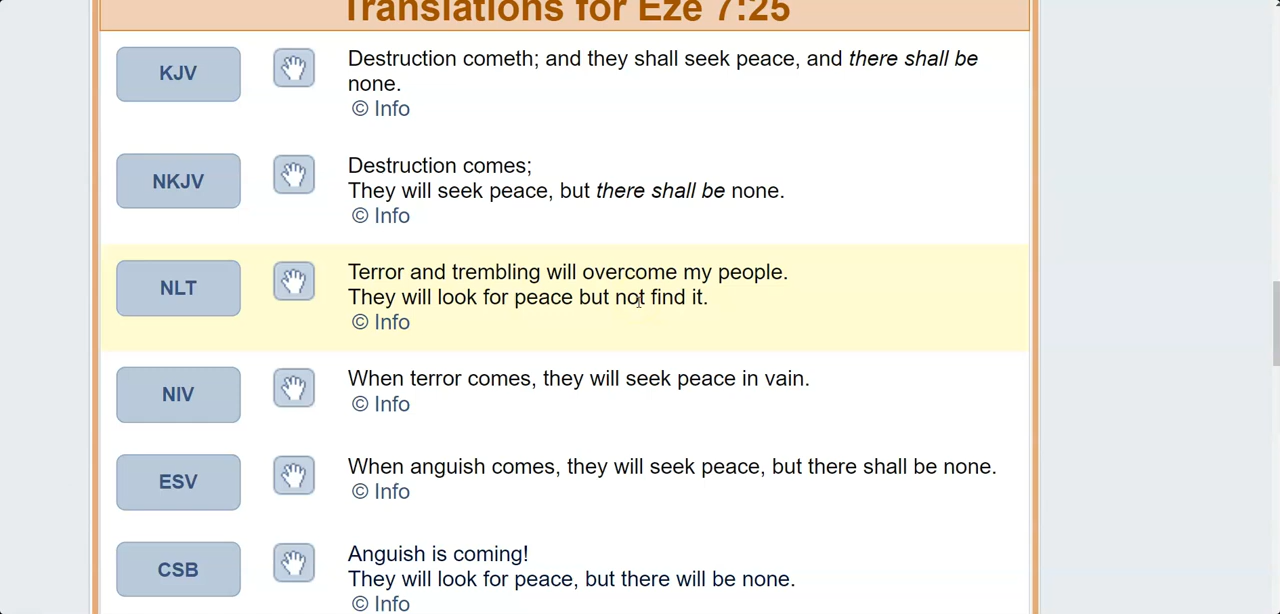 Translations for Eze 7:25
KJV
Destruction cometh; and they shall seek peace, and there shall be
none.
© Info
NKJV
Destruction comes;
They will seek peace, but there shall be none.
© Info
NLT
Terror and trembling will overcome my people.
They will look for peace but not find it.
© Info
NIV
When terror comes, they will seek peace in vain.
© Info
ESV
When anguish comes, they will seek peace, but there shall be none.
© Info
CSB
Anguish is coming!
They will look for peace, but there will be none.
© Info